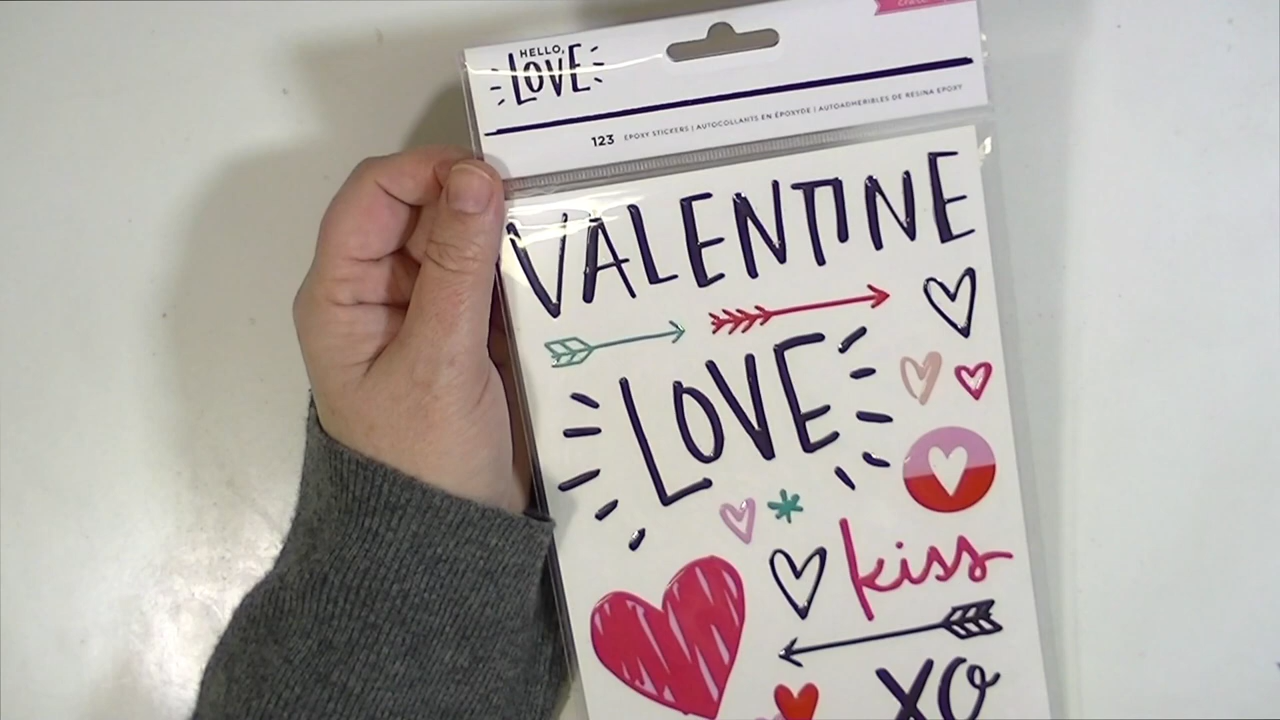 HELLO,
LOVE
123 EPOXY STICKERS | AUTOCOLLANTS EN ÉPOXYDE | AUTOADHERIBLES DE RESINA EPOXY
VALENTINE
LOVE
kiss
XO